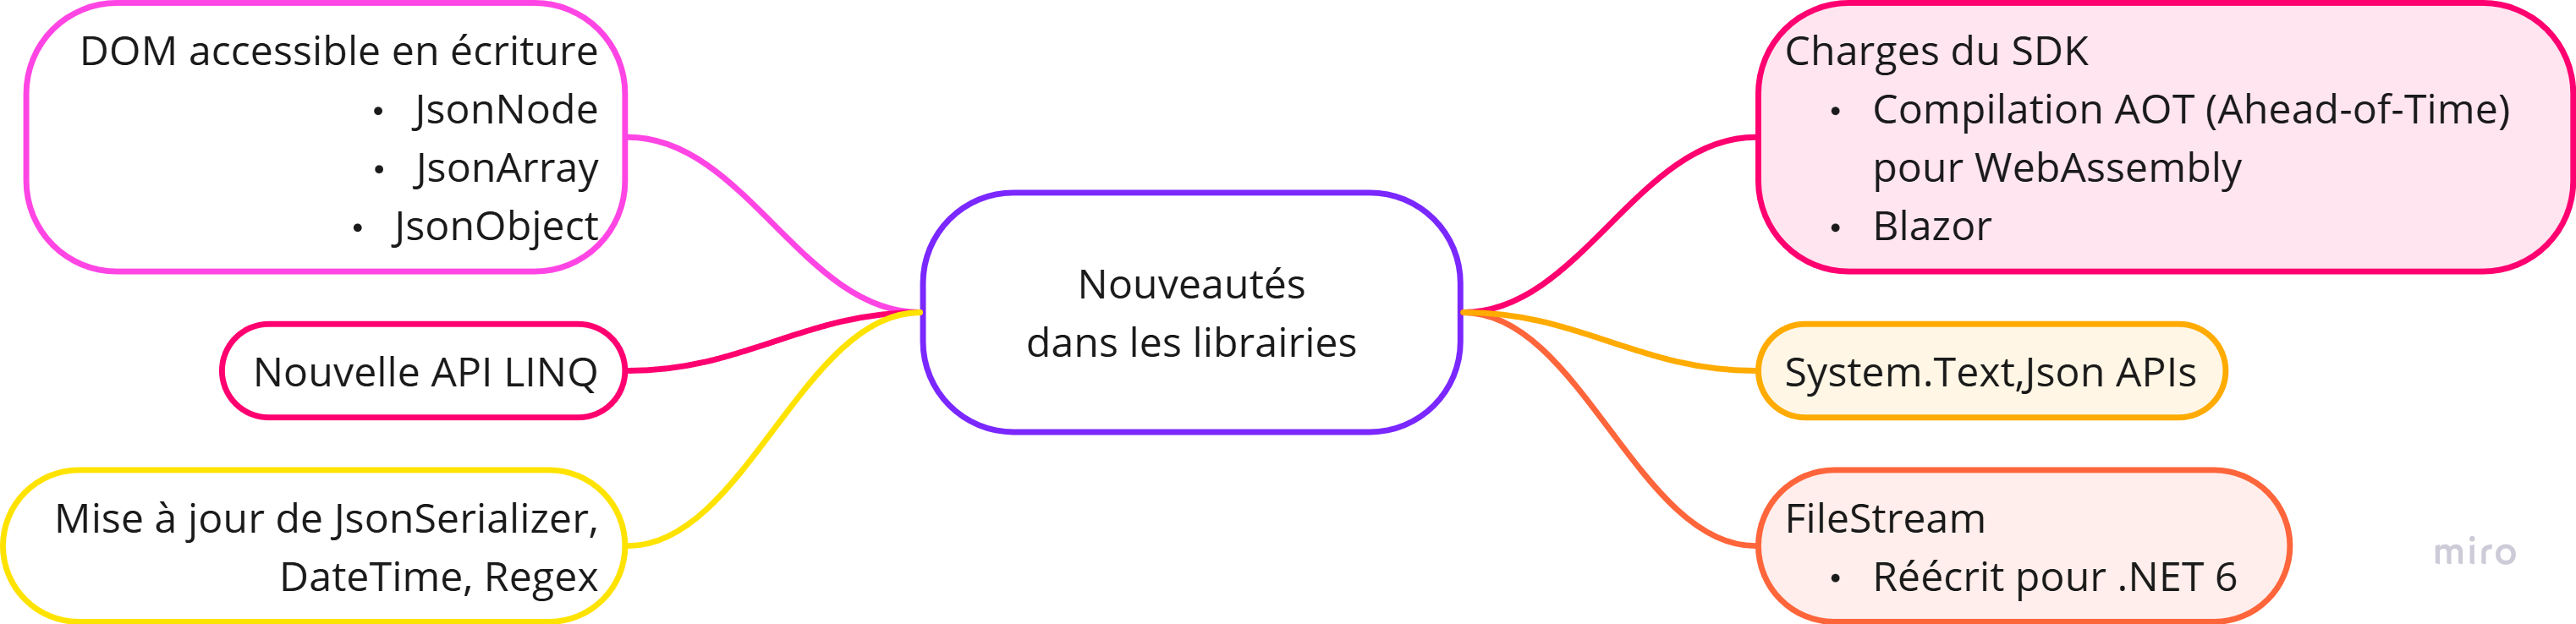 DOM accessible en écriture
• JsonNode
• JsonArray
• JsonObject
Nouvelle API LINQ
Mise à jour de JsonSerializer,
DateTime, Regex
Nouveautés
dans les librairies
Charges du SDK
• Compilation AOT (Ahead-of-Time)
pour WebAssembly
• Blazor
System.Text,Json APIs
FileStream
• Réécrit pour .NET 6
miro